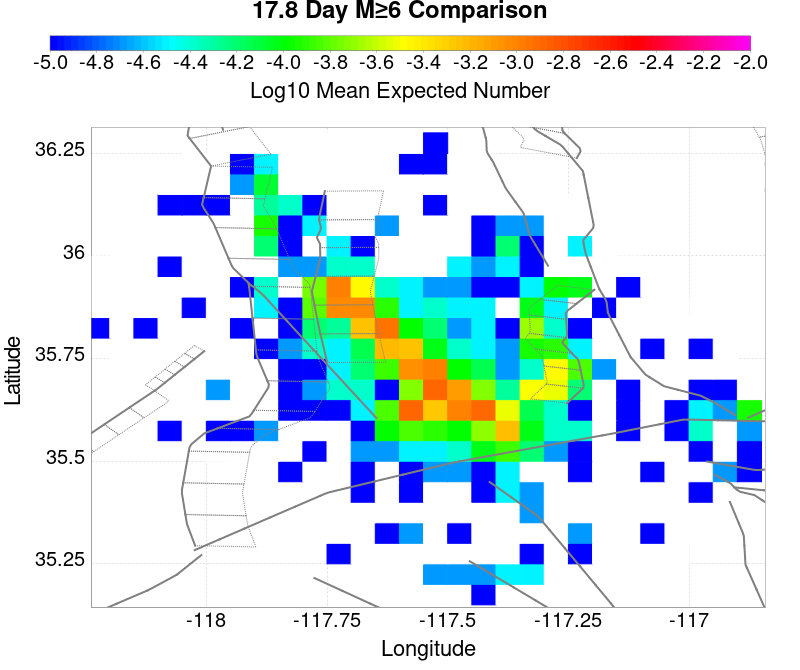 17.8 Day M≥6 Comparison
-5.0 -4.8 -4.6 -4.4 -4.2 -4.0 -3.8 -3.6 -3.4 -3.2 -3.0 -2.8 -2.6 -2.4 -2.2 -2.0
Log10 Mean Expected Number
36.25
36
35.75
35.5
35.25
Latitude
-118 -117.75 -117.5 -117.25 -117
Longitude